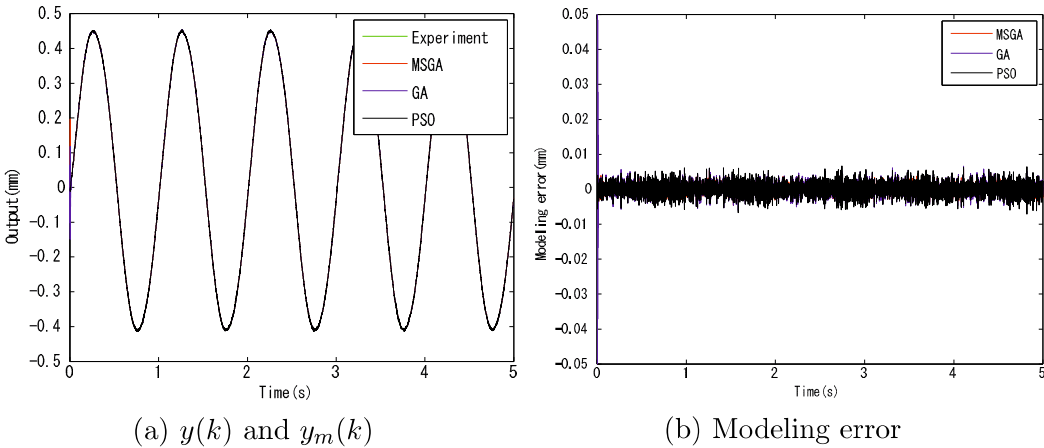 0.5
0.4
0.3
0.2
0.1
0
-0.1
-0.2
-0.3
-0.4
-0.5
Output(mm)
0 1 2 3 4 5
Time(s)
Experiment
MSGA
GA
PSO
(a) y(k) and y_m(k)
0.05
0.04
0.03
0.02
0.01
0
-0.01
-0.02
-0.03
-0.04
-0.05
Modeling error(mm)
0 1 2 3 4 5
Time(s)
MSGA
GA
PSO
(b) Modeling error